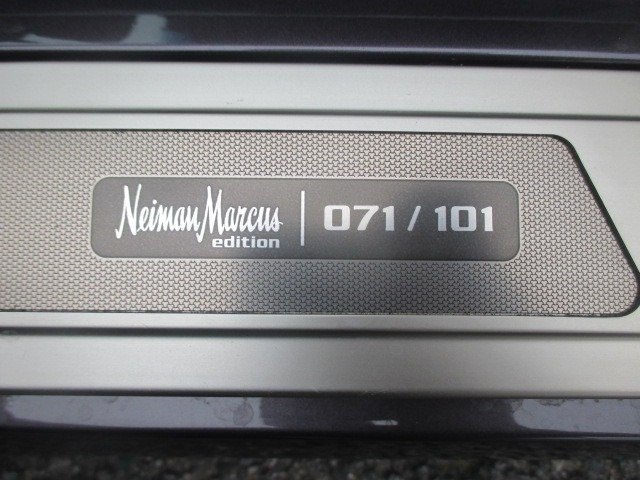 Neiman Marcus
edition
071 / 101